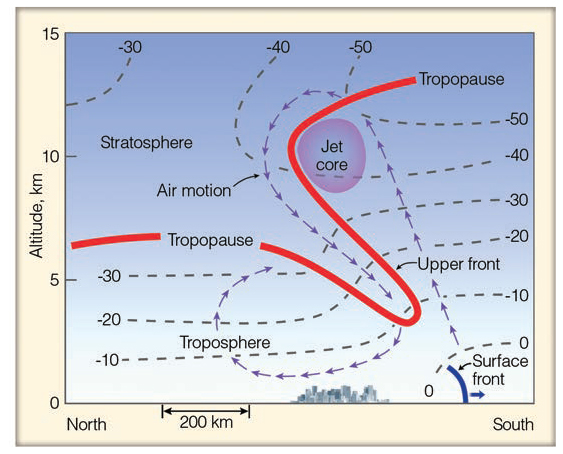 15
-30
-40
-50
Tropopause
-50
Stratosphere
Jet
core
10
-40
Air motion
-30
Altitude, km
Tropopause
-20
Upper front
-30
5
-10
-20
Troposphere
0
-10
Surface
front
0
0
North
200 km
South